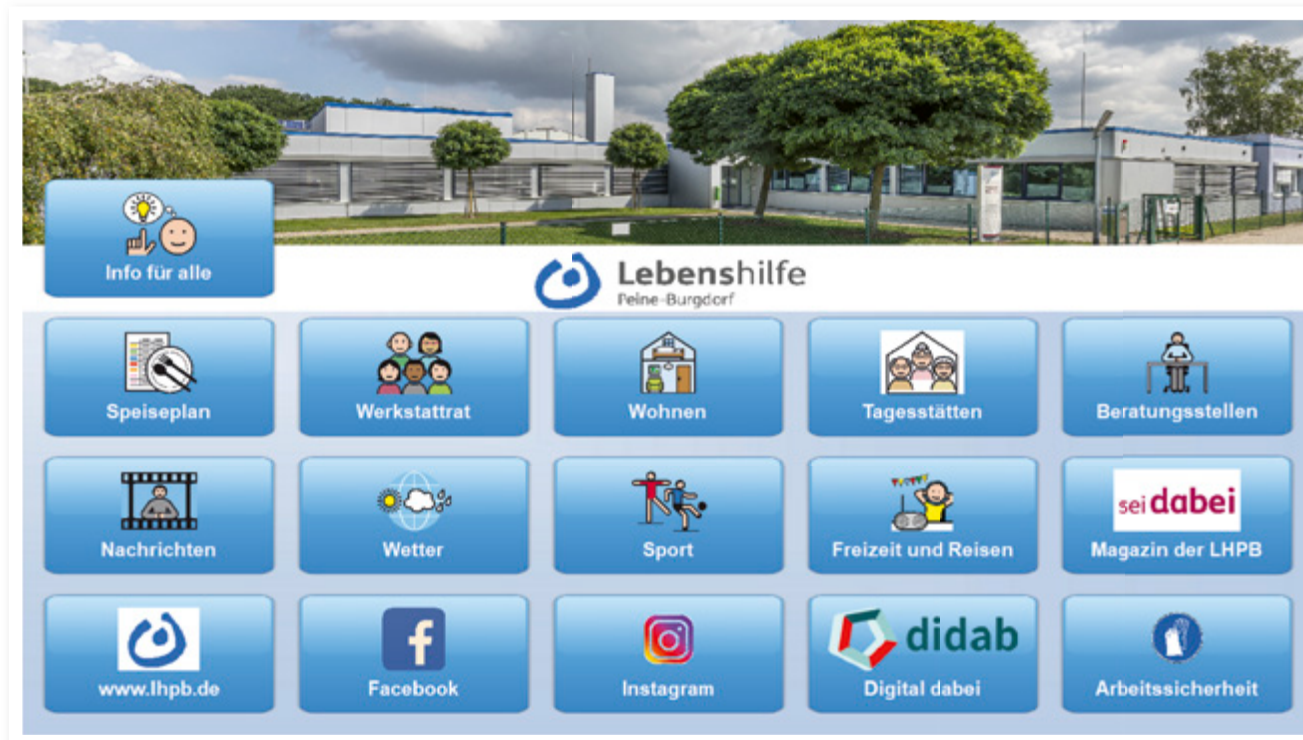 Info für alle
Lebenshilfe
Peine-Burgdorf
Speiseplan
Werkstattrat
Wohnen
Tagesstätten
Beratungsstellen
Nachrichten
Wetter
Sport
Freizeit und Reisen
sei dabei
Magazin der LHPB
www.lhpb.de
Facebook
Instagram
didab
Digital dabei
Arbeitssicherheit